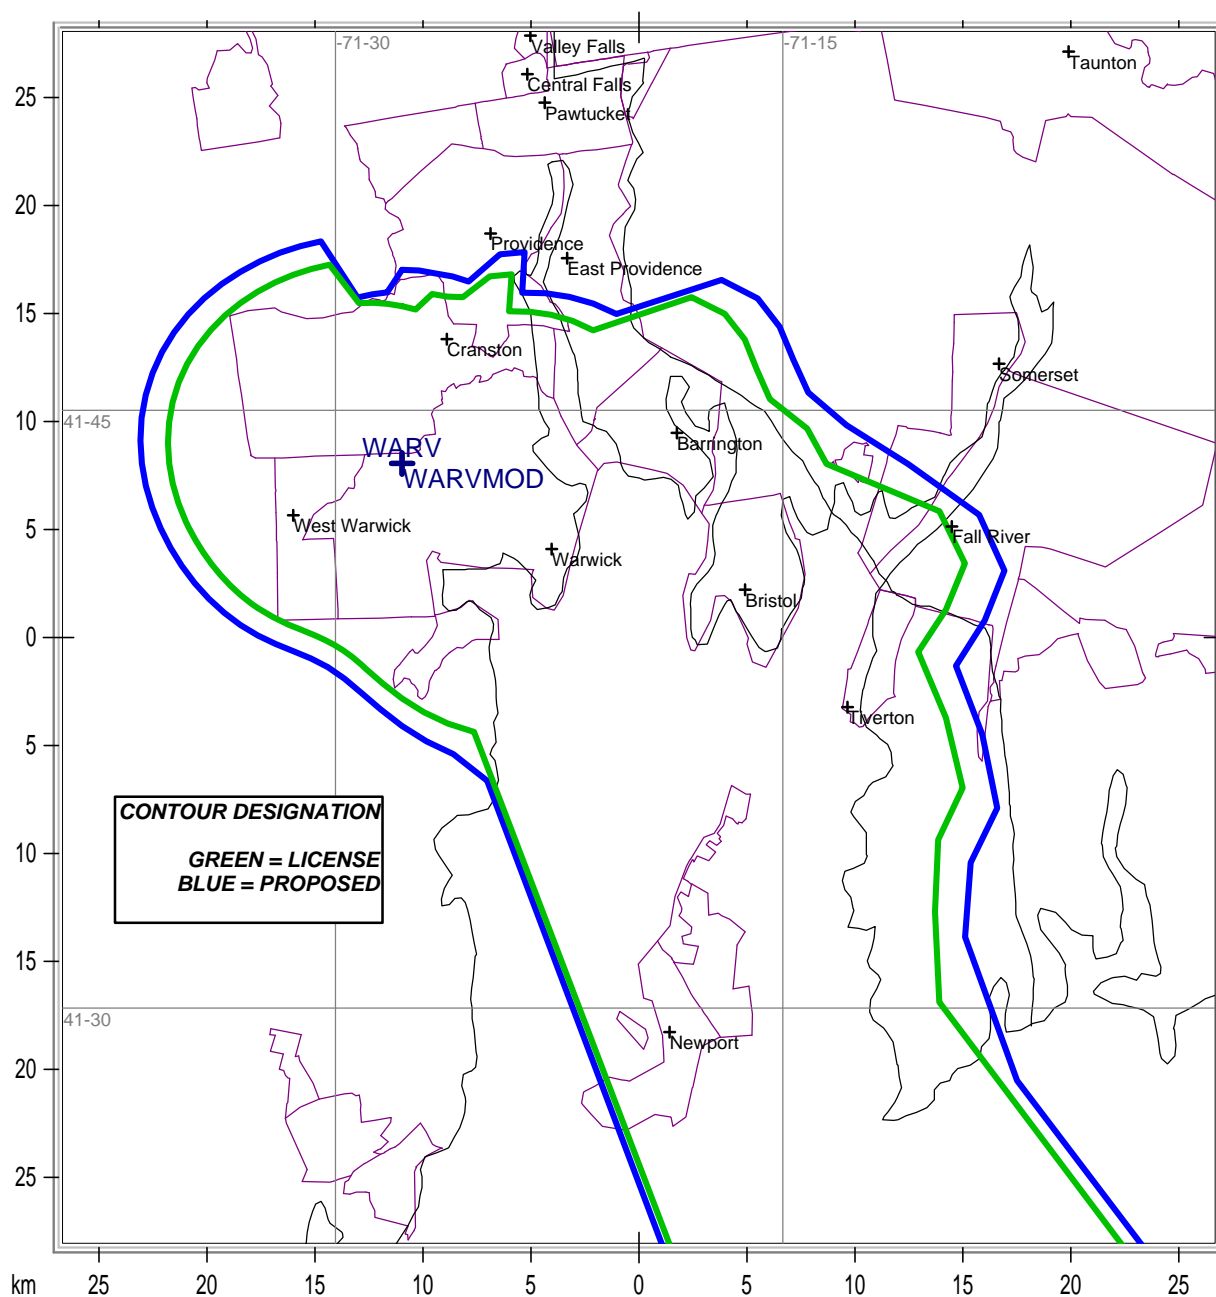 -71-30
-71-15
Valley Falls
Taunton
Central Falls
25
Pawtucket
20
Providence
East Providence
15
Cranston
Somerset
10
41-45
WARV
Barrington
WARVMOD
5
West Warwick
Fall River
Warwick
Bristol
0
Tiverton
5
CONTOUR DESIGNATION
10
GREEN = LICENSE
BLUE = PROPOSED
15
41-30
Newport
20
25
km 25 20 15 10 5 0 5 10 15 20 25